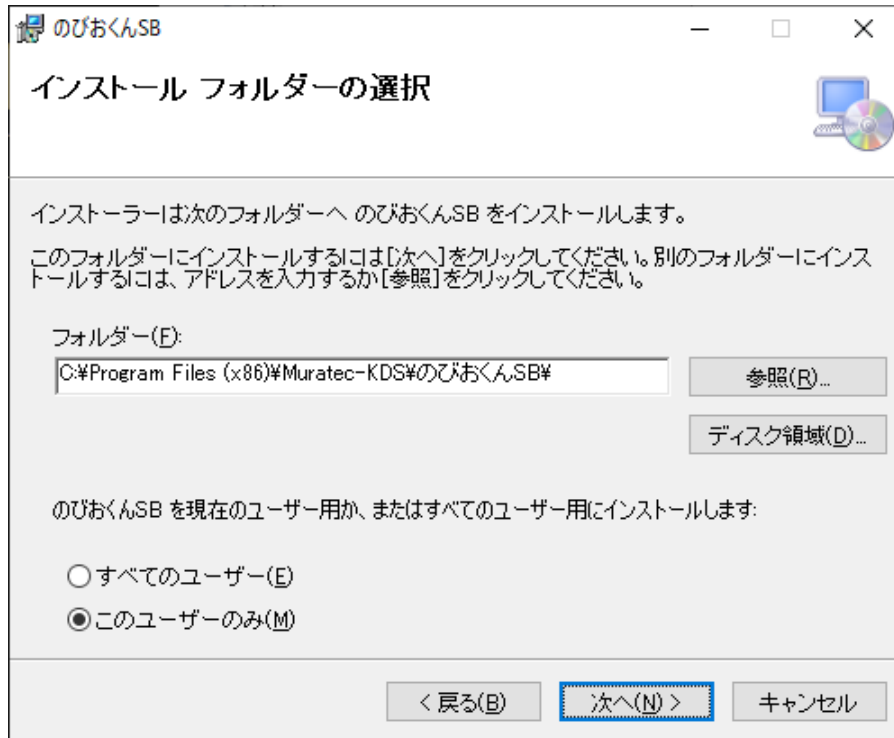 のびおくんSB
インストール フォルダーの選択
インストーラーは次のフォルダーへ のびおくんSB をインストールします。
このフォルダーにインストールするには[次へ]をクリックしてください。別のフォルダーにインス
トールするには、アドレスを入力するか[参照]をクリックしてください。
フォルダー(F):
C:¥Program Files (x86)¥Muratec-KDS¥のびおくんSB¥
参照(R)...
ディスク領域(D)...
のびおくんSB を現在のユーザー用か、またはすべてのユーザー用にインストールします:
すべてのユーザー(E)
このユーザーのみ(M)
< 戻る(B)
次へ(N) >
キャンセル